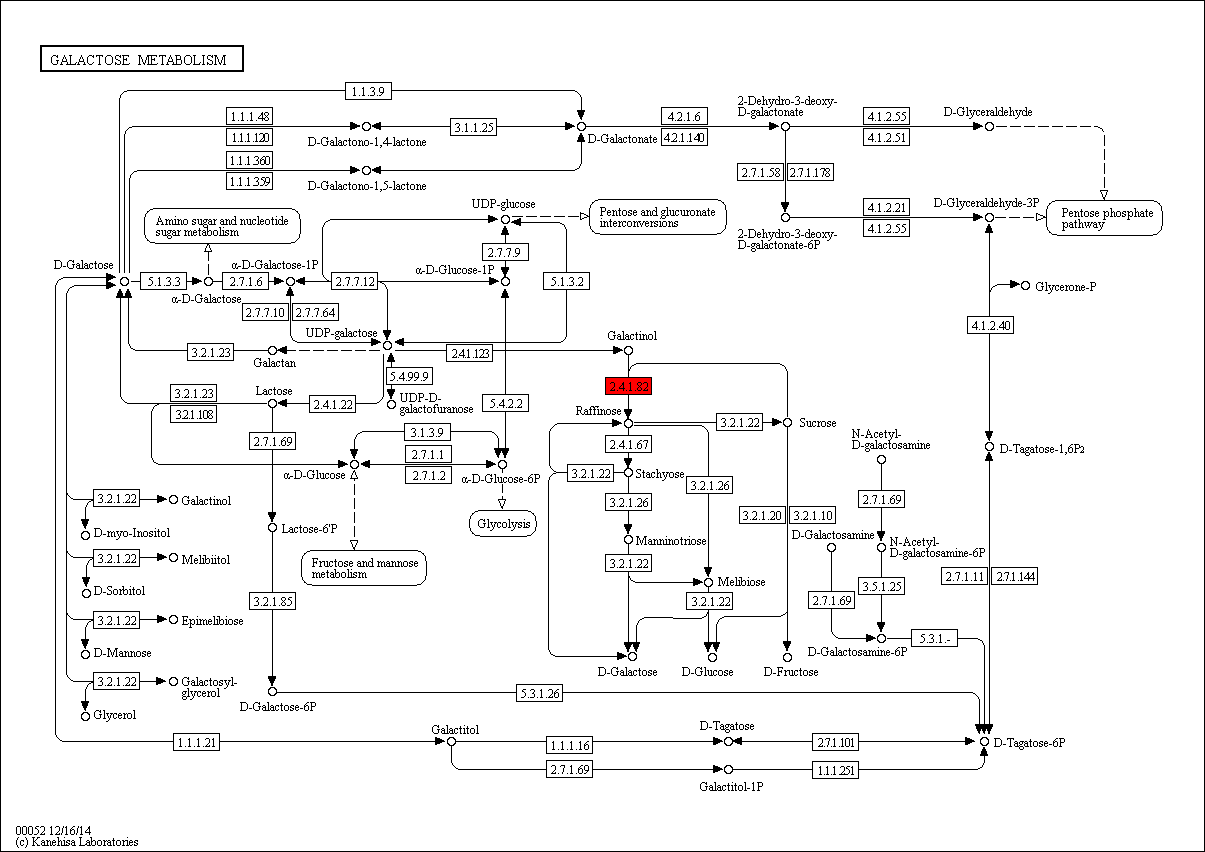 GALACTOSE METABOLISM
1.1.3.9
2-Dehydro-3-deoxy-
D-galactonate
1.1.1.48
1.1.1.120
D-Galactono-1,4-lactone
3.1.1.25
D-Galactonate
4.2.1.6
4.2.1.140
4.1.2.55
4.1.2.51
D-Glyceraldehyde
1.1.1.360
1.1.1.359
D-Galactono-1,5-lactone
2.7.1.58
2.7.1.178
Amino sugar and nucleotide
sugar metabolism
UDP-glucose
Pentose and glucuronate
interconversions
2-Dehydro-3-deoxy-
D-galactonate-6P
4.1.2.21
4.1.2.55
D-Glyceraldehyde-3P
Pentose phosphate
pathway
2.7.7.9
D-Galactose
5.1.3.3
α-D-Galactose
2.7.1.6
α-D-Galactose-1P
2.7.7.12
α-D-Glucose-1P
5.1.3.2
Glycerone-P
2.7.7.10
2.7.7.64
UDP-galactose
4.1.2.40
3.2.1.23
Galactan
2.4.1.123
Galactinol
5.4.99.9
UDP-D-
galactofuranose
2.4.1.82
3.2.1.23
3.2.1.108
Lactose
2.4.1.22
5.4.2.2
Raffinose
3.2.1.22
Sucrose
2.7.1.69
3.1.3.9
2.7.1.1
2.7.1.2
α-D-Glucose
α-D-Glucose-6P
2.4.1.67
3.2.1.22
Stachyose
3.2.1.26
3.2.1.26
N-Acetyl-
D-galactosamine
D-Tagatose-1,6P2
2.7.1.69
3.2.1.22
Galactinol
D-myo-Inositol
Lactose-6'P
Glycolysis
Manninotriose
3.2.1.20
3.2.1.10
D-Galactosamine
N-Acetyl-
D-galactosamine-6P
3.2.1.22
Melibiitol
D-Sorbitol
Fructose and mannose
metabolism
3.2.1.22
Melibiose
2.7.1.69
3.5.1.25
2.7.1.11
2.7.1.144
3.2.1.85
3.2.1.22
3.2.1.22
Epimelibiose
D-Mannose
D-Galactose
D-Glucose
D-Fructose
D-Galactosamine-6P
5.3.1.-
3.2.1.22
Galactosyl-
glycerol
Glycerol
D-Galactose-6P
5.3.1.26
1.1.1.21
Galactitol
1.1.1.16
D-Tagatose
2.7.1.101
D-Tagatose-6P
2.7.1.69
Galactitol-1P
1.1.1.251
00052 12/16/14
(c) Kanehisa Laboratories